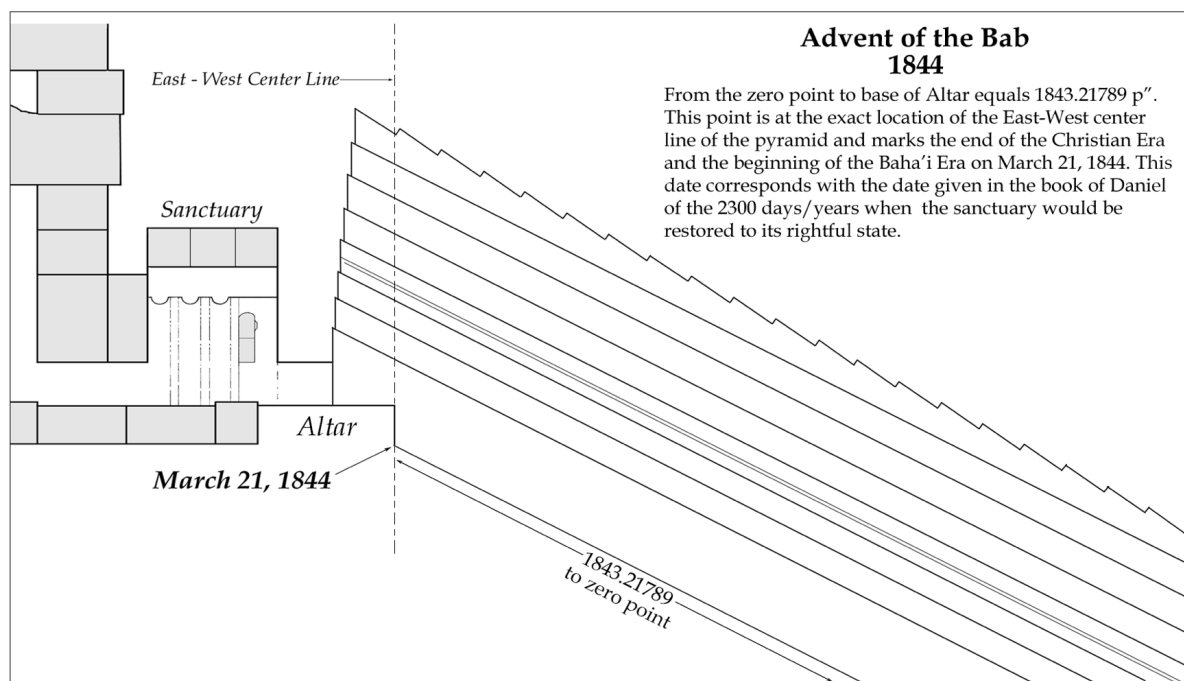 Advent of the Bab
1844
From the zero point to base of Altar equals 1843.21789 p”.
This point is at the exact location of the East-West center
line of the pyramid and marks the end of the Christian Era
and the beginning of the Baha’i Era on March 21, 1844. This
date corresponds with the date given in the book of Daniel
of the 2300 days/years when the sanctuary would be
restored to its rightful state.
East - West Center Line
Sanctuary
Altar
March 21, 1844
1843.21789
to zero point